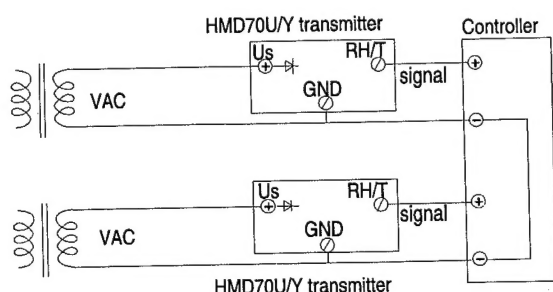 HMD70U/Y transmitter
Controller
Us
RH/T
+
signal
+
VAC
GND
−
Us
RH/T
+
signal
+
VAC
GND
−
HMD70U/Y transmitter